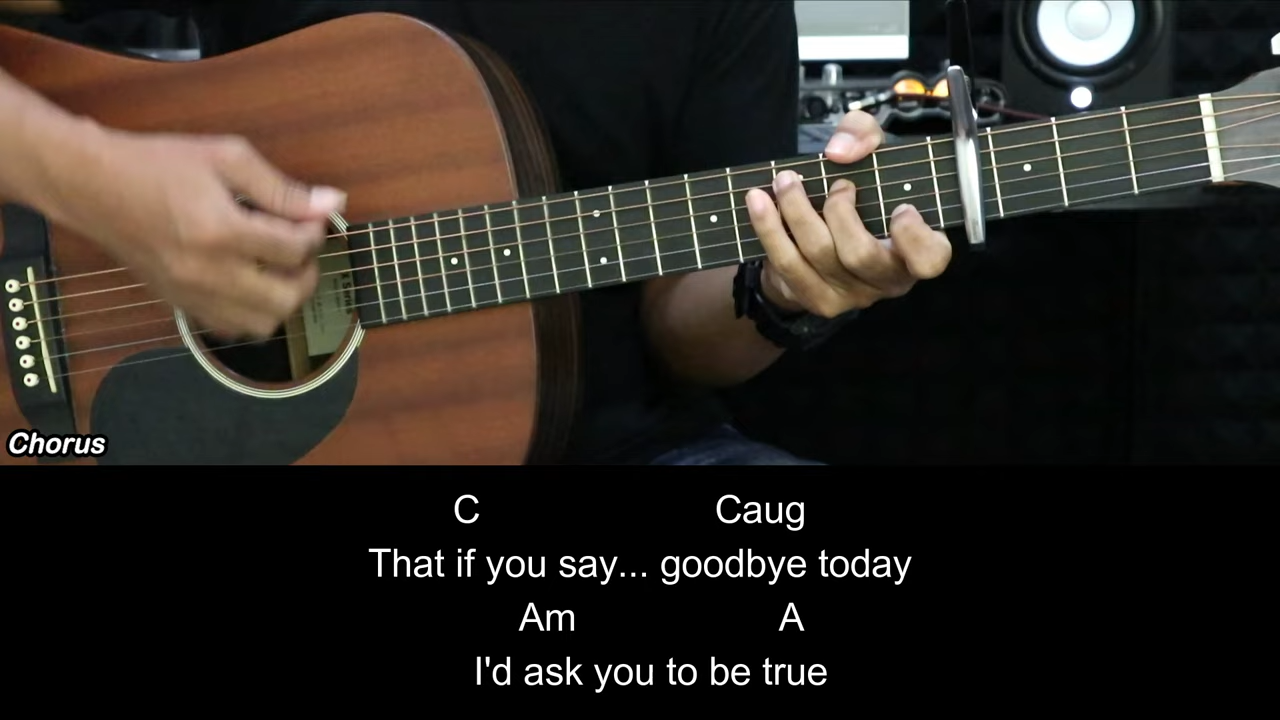 Chorus
C Caug
That if you say... goodbye today
Am A
I'd ask you to be true